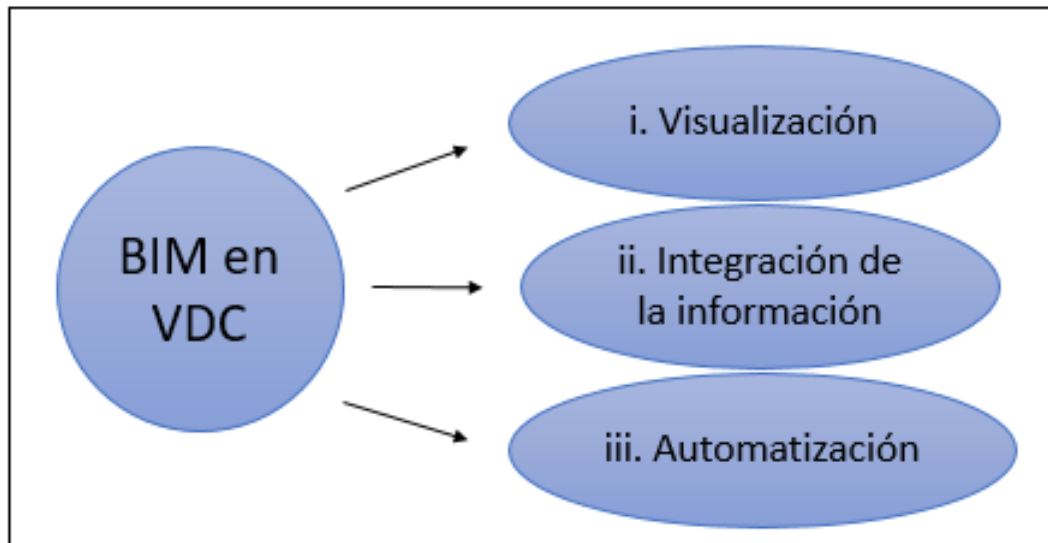 BIM en
VDC
i. Visualización
ii. Integración de
la información
iii. Automatización